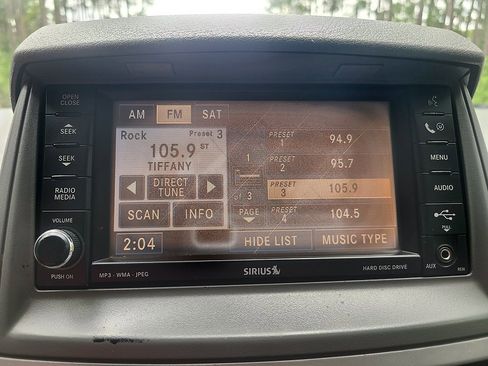 OPEN
CLOSE
SEEK
SEEK
RADIO
MEDIA
VOLUME
PUSH ON
AM FM SAT
Rock Preset 3
105.9 ST
TIFFANY
DIRECT
TUNE
SCAN INFO
2:04
1
of 3
PAGE
PRESET
1 94.9
PRESET
2 95.7
PRESET
3 105.9
PRESET
4 104.5
HIDE LIST
MUSIC TYPE
MENU
AUDIO
PULL
AUX
REW
MP3 - WMA - JPEG
SIRIUS
HARD DISC DRIVE